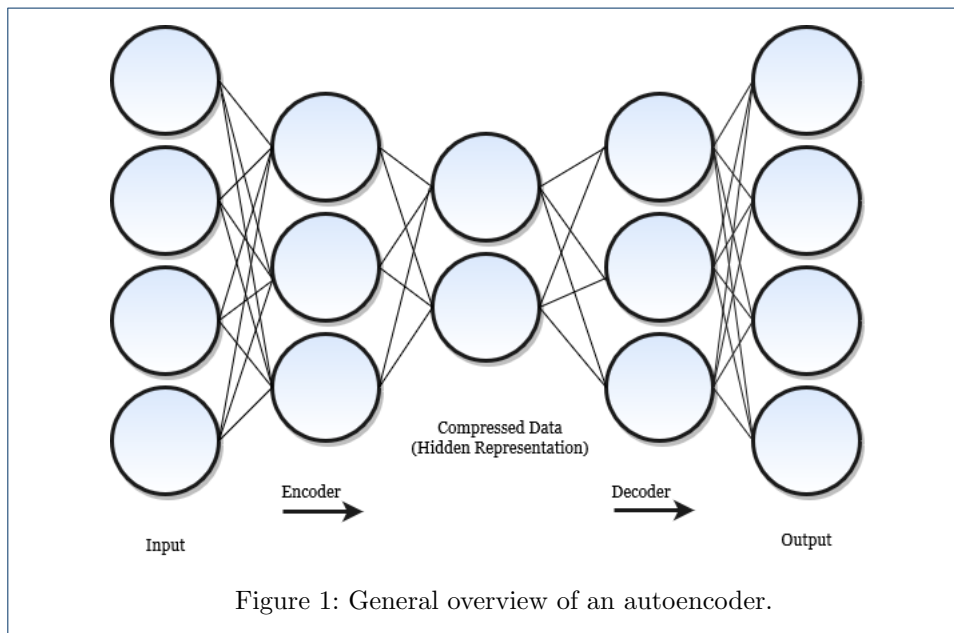 Compressed Data
(Hidden Representation)
Encoder
Decoder
Input
Output
Figure 1: General overview of an autoencoder.